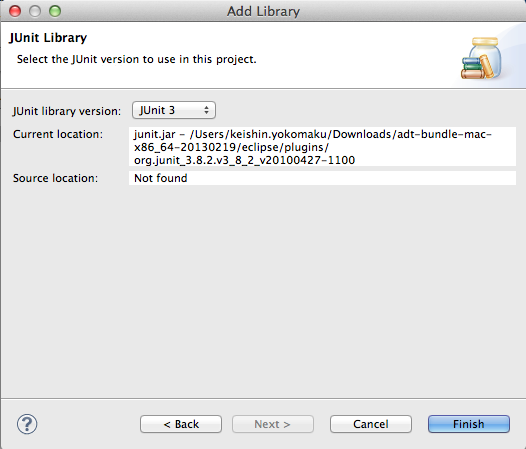 Add Library
JUnit Library
Select the JUnit version to use in this project.
JUnit library version: JUnit 3
Current location: junit.jar - /Users/keishin.yokomaku/Downloads/adt-bundle-mac-
x86_64-20130219/eclipse/plugins/
org.junit_3.8.2.v3_8_2_v20100427-1100
Source location: Not found
? < Back Next > Cancel Finish